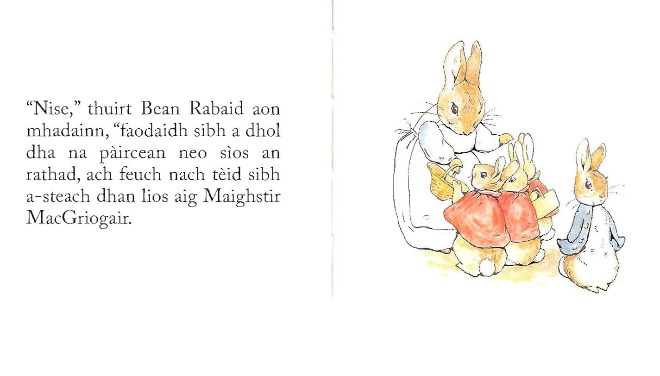 “Nise,” thuirt Bean Rabaid aon
mhadainn, “faodaidh sibh a dhol
dha na pàircean neo sìos an
rathad, ach feuch nach tèid sibh
a-steach dhan lios aig Maighstir
MacGriogair.